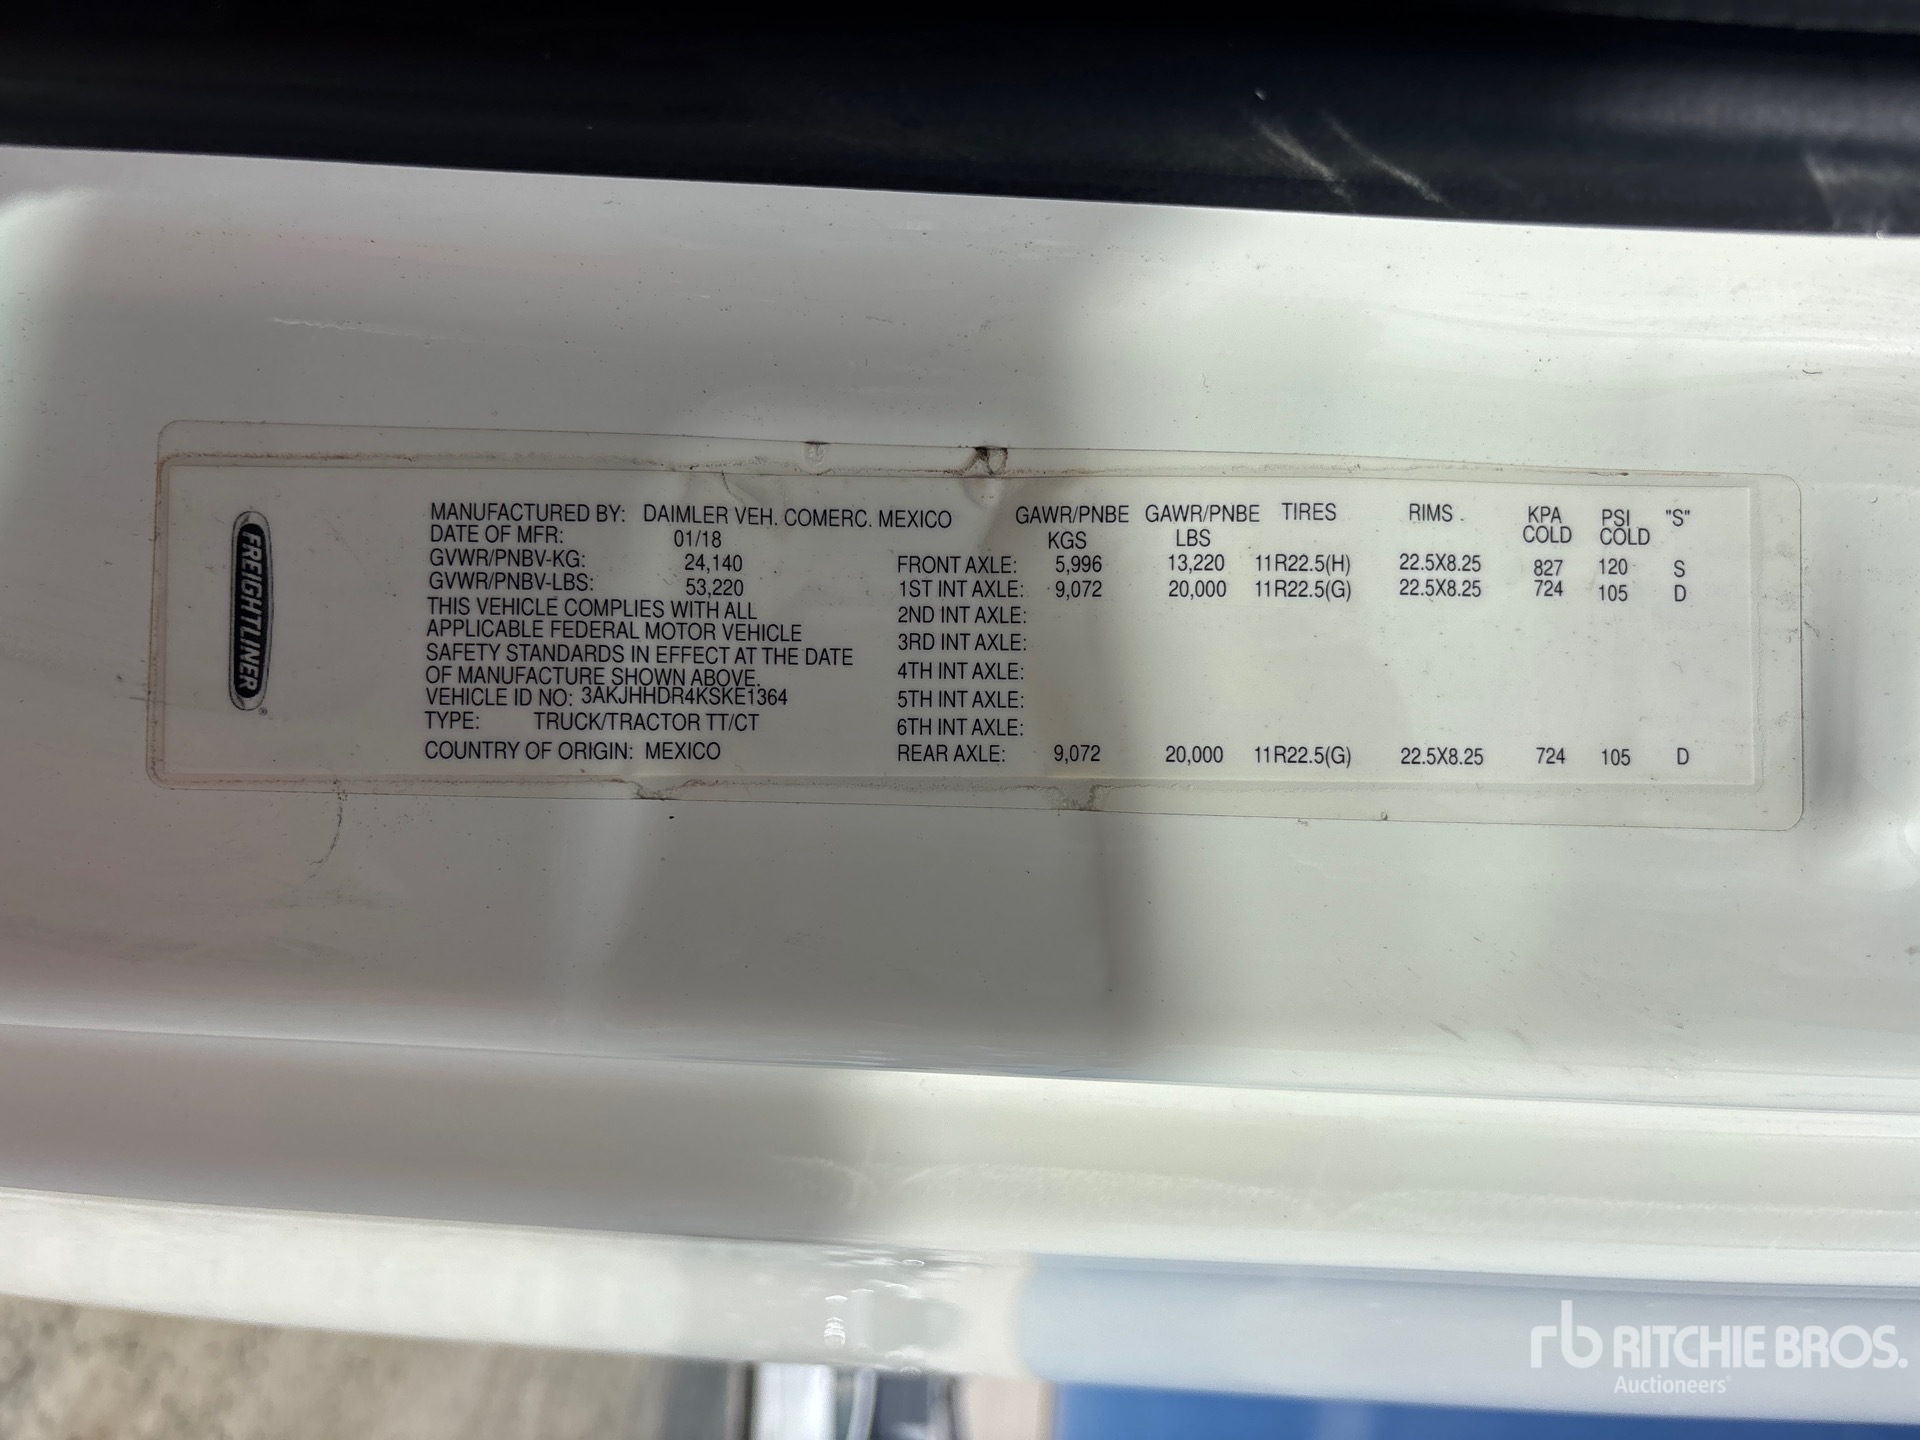 FREIGHTLINER®
MANUFACTURED BY: DAIMLER VEH. COMERC. MEXICO
DATE OF MFR: 01/18
GVWR/PNBV-KG: 24,140
GVWR/PNBV-LBS: 53,220
THIS VEHICLE COMPLIES WITH ALL
APPLICABLE FEDERAL MOTOR VEHICLE
SAFETY STANDARDS IN EFFECT AT THE DATE
OF MANUFACTURE SHOWN ABOVE.
VEHICLE ID NO: 3AKJHHDR4KSKE1364
TYPE: TRUCK/TRACTOR TT/CT
COUNTRY OF ORIGIN: MEXICO
GAWR/PNBE GAWR/PNBE TIRES RIMS KPA PSI "S"
KGS LBS COLD COLD
FRONT AXLE: 5,996 13,220 11R22.5(H) 22.5X8.25 827 120 S
1ST INT AXLE: 9,072 20,000 11R22.5(G) 22.5X8.25 724 105 D
2ND INT AXLE:
3RD INT AXLE:
4TH INT AXLE:
5TH INT AXLE:
6TH INT AXLE:
REAR AXLE: 9,072 20,000 11R22.5(G) 22.5X8.25 724 105 D
rb RITCHIE BROS.
Auctioneers